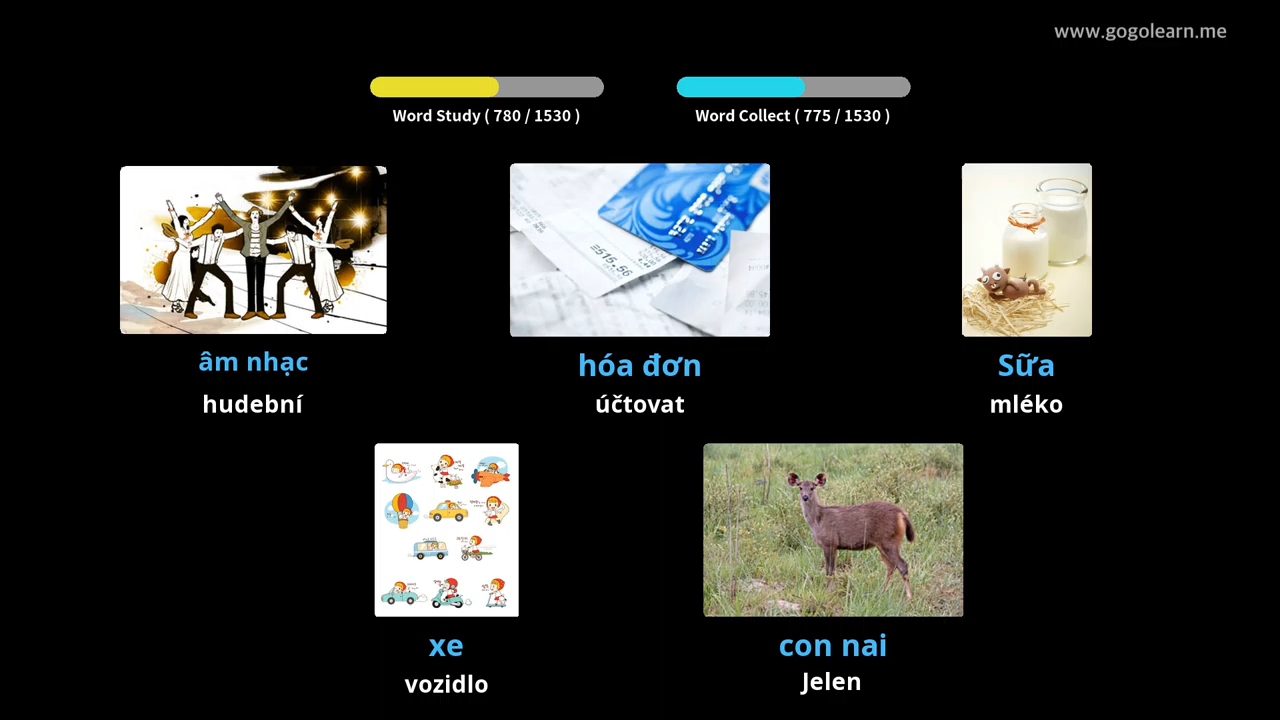 www.gogolearn.me
Word Study ( 780 / 1530 )
Word Collect ( 775 / 1530 )
âm nhạc
hóa đơn
Sữa
hudební
účtovat
mléko
xe
con nai
vozidlo
Jelen